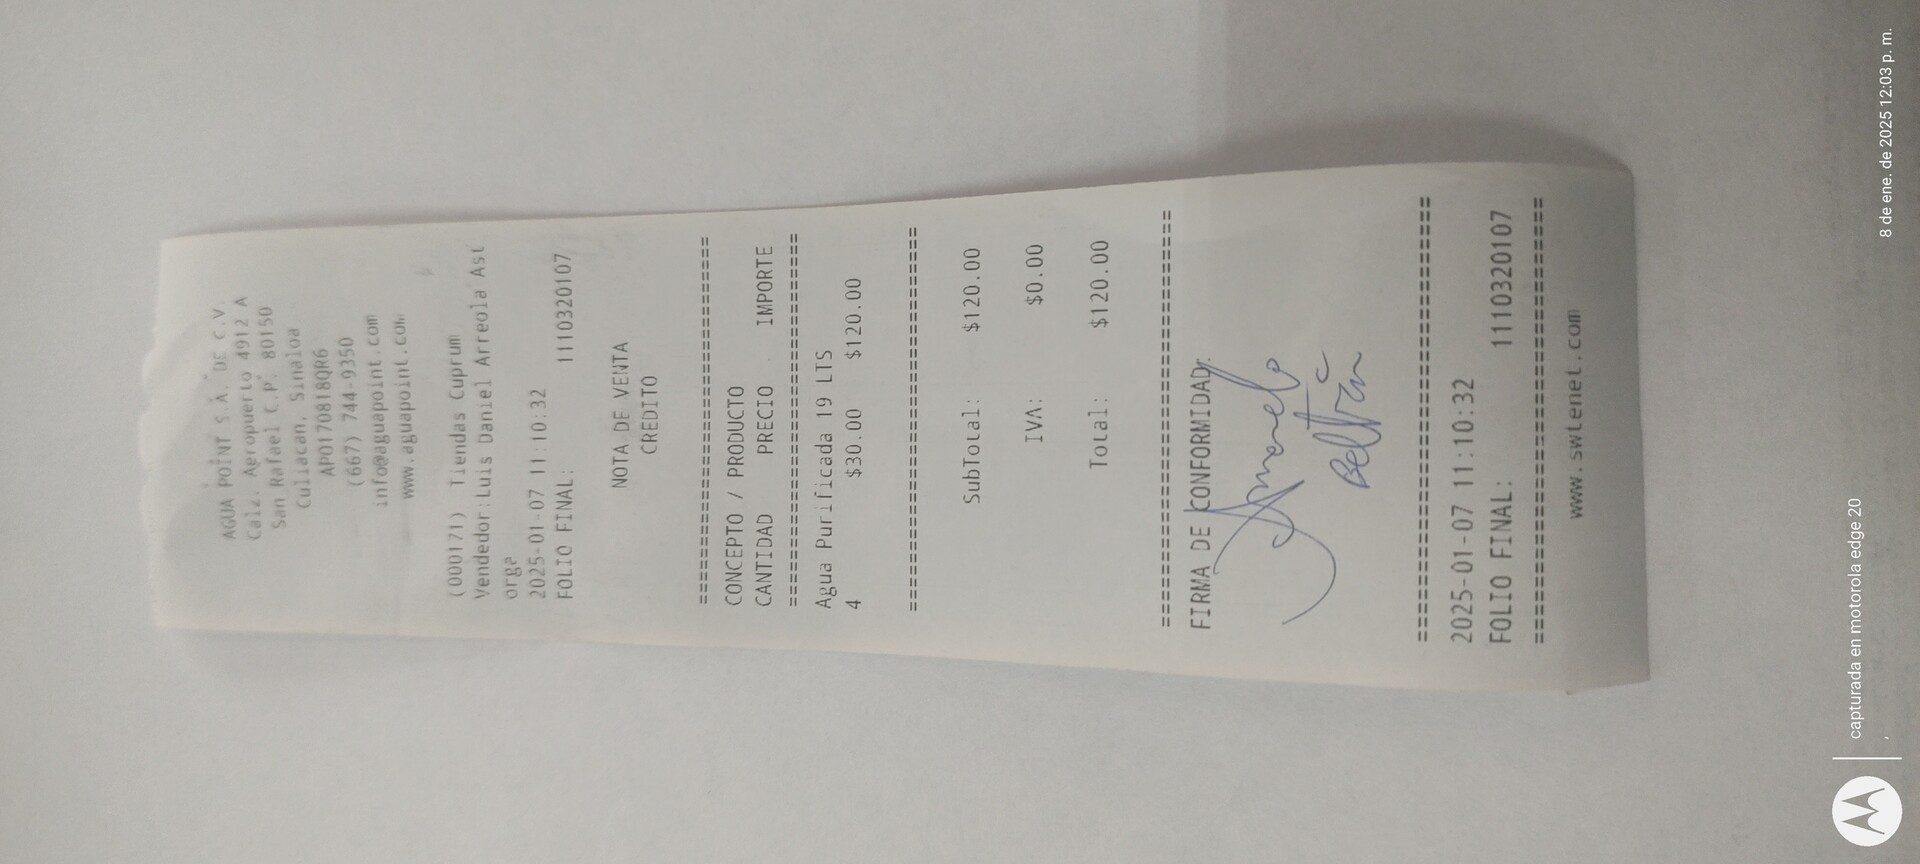 AGUA POINT S.A. DE C.V.
Calz. Aeropuerto 4912 A
San Rafael C.P. 80150
Culiacan, Sinaloa
APO170818QR6
(667) 744-9350
info@aguapoint.com
www.aguapoint.com
(000171) Tiendas Cuprum
Vendedor:Luis Daniel Arreola Ast
orga
2025-01-07 11:10:32
FOLIO FINAL: 1110320107
NOTA DE VENTA
CREDITO
==============================
CONCEPTO / PRODUCTO
CANTIDAD PRECIO IMPORTE
==============================
Agua Purificada 19 LTS
4 $30.00 $120.00
==============================
SubTotal: $120.00
IVA: $0.00
Total: $120.00
==============================
FIRMA DE CONFORMIDAD:
Beltrán
==============================
2025-01-07 11:10:32
FOLIO FINAL: 1110320107
==============================
www.swtenet.com
capturada en motorola edge 20
8 de ene. de 2025 12:03 p. m.